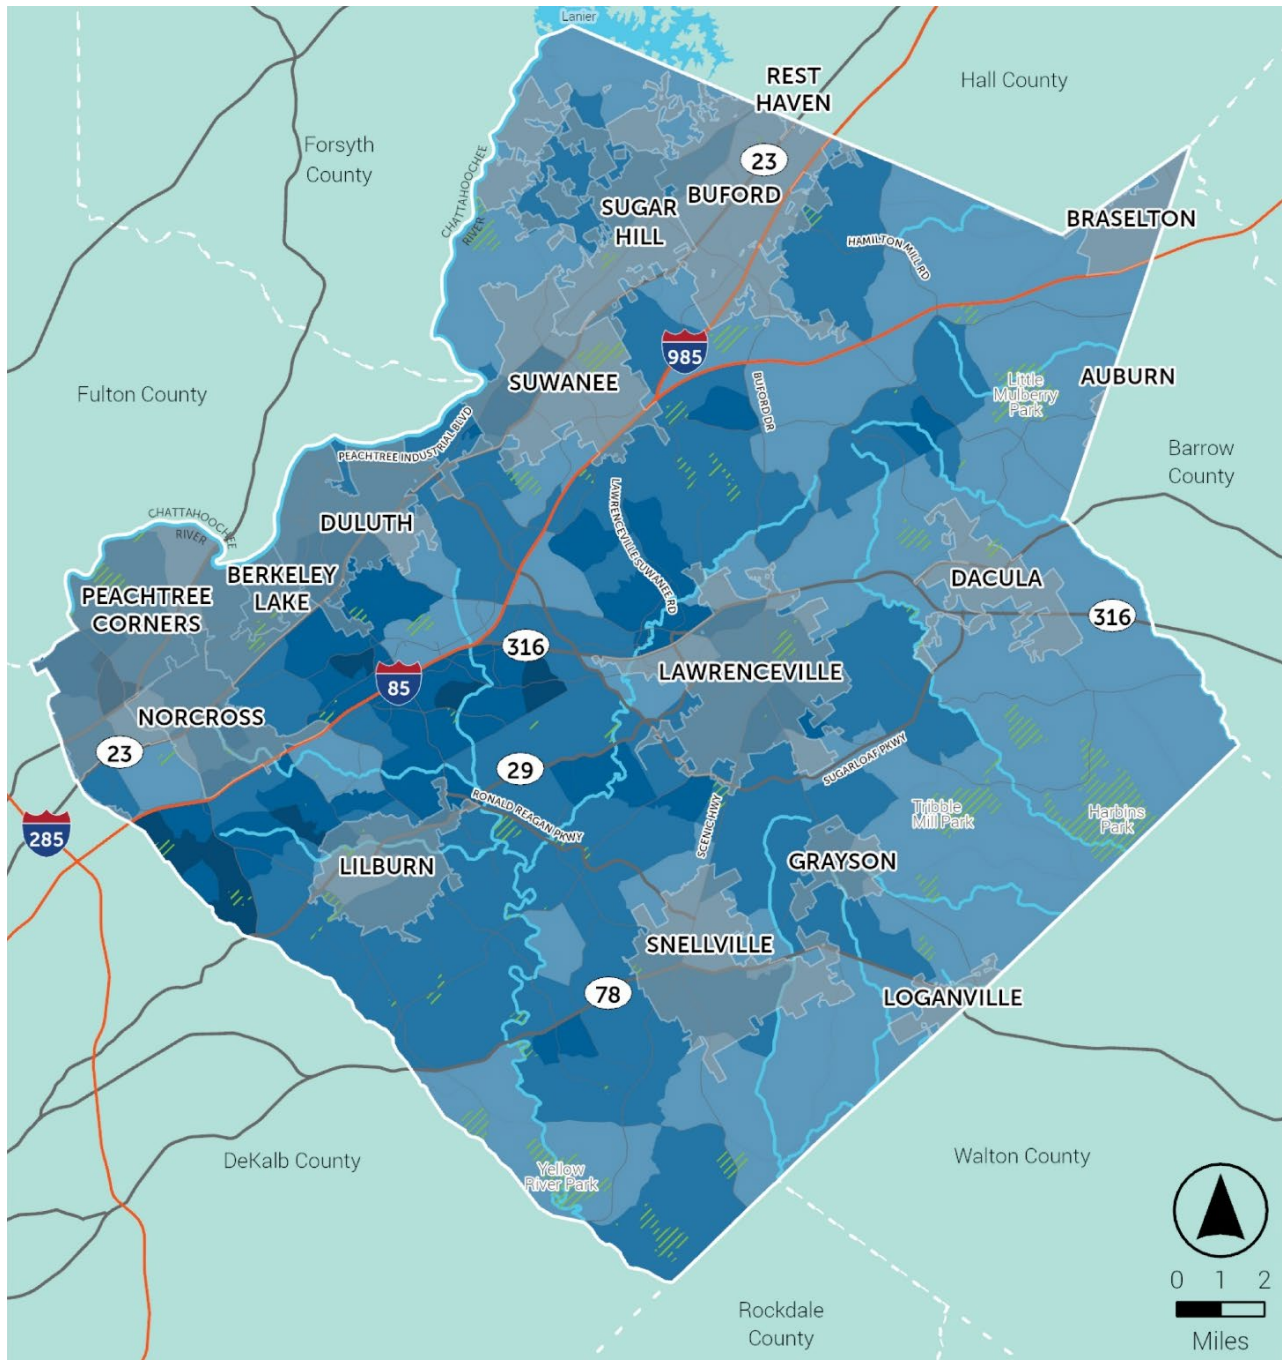 Lanier
REST
HAVEN
Hall County
Forsyth
County
23
BUFORD
CHATTAHOOCHEE
RIVER
SUGAR
HILL
BRASELTON
HAMILTON MILL RD
985
SUWANEE
Fulton County
BUFORD DR
Little
Mulberry
Park
AUBURN
PEACHTREE INDUSTRIAL BLVD
Barrow
County
CHATTAHOOCHEE
RIVER
DULUTH
LAWRENCEVILLE-SUWANEE RD
BERKELEY
LAKE
DACULA
PEACHTREE
CORNERS
316
316
LAWRENCEVILLE
85
NORCROSS
23
29
SUGARLOAF PKWY
RONALD REAGAN PKWY
SCENIC HWY
Tribble
Mill Park
Harbins
Park
285
LILBURN
GRAYSON
SNELLVILLE
78
LOGANVILLE
DeKalb County
Yellow
River Park
Walton County
0 1 2
Miles
Rockdale
County